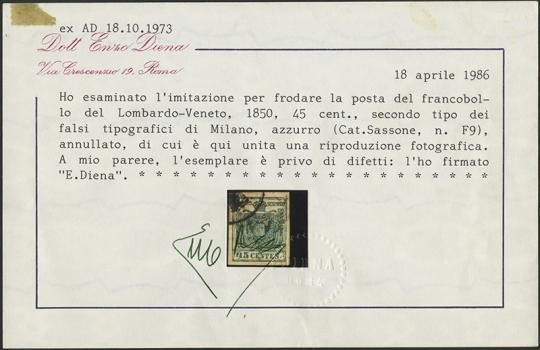 ex AD 18.10.1973
Dott Enzo Diena
Via Crescenzio 19, Roma
18 aprile 1986
Ho esaminato l'imitazione per frodare la posta del francobol-
lo del Lombardo-Veneto, 1850, 45 cent., secondo tipo dei
falsi tipografici di Milano, azzurro (Cat.Sassone, n. F9),
annullato, di cui è qui unita una riproduzione fotografica.
A mio parere, l'esemplare è privo di difetti: l'ho firmato
"E.Diena". * * * * * * * * * * * * * * * * * * * * *
45 CENTES
DIENA
ROMA